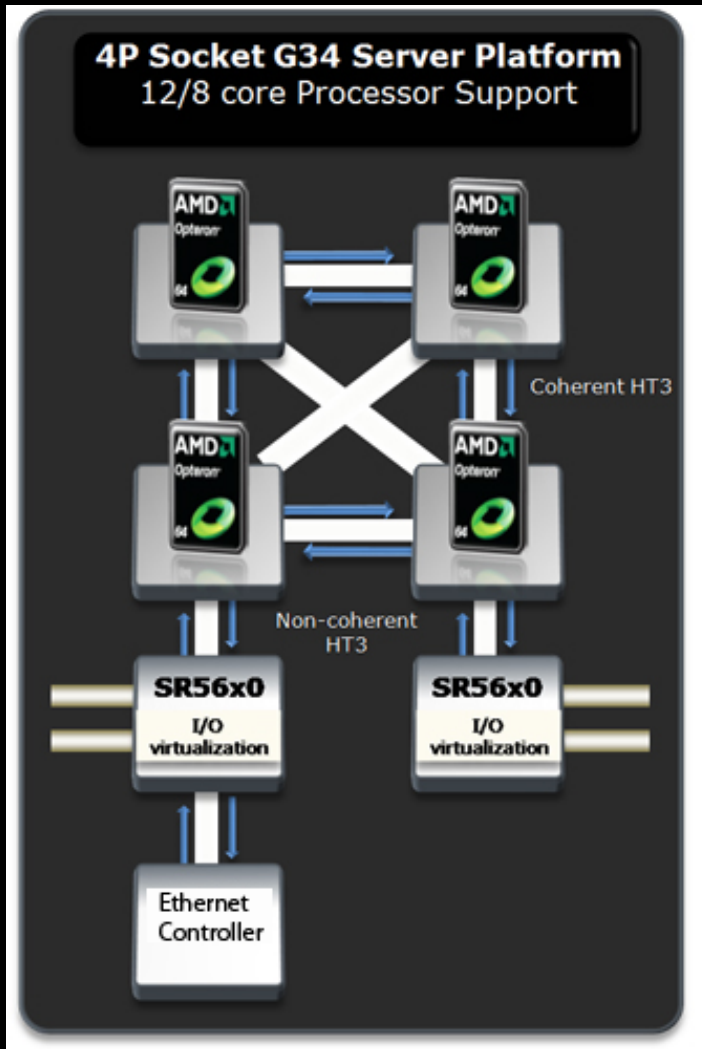 4P Socket G34 Server Platform
12/8 core Processor Support
AMD
Opteron
64
AMD
Opteron
64
Coherent HT3
AMD
Opteron
64
AMD
Opteron
64
Non-coherent
HT3
SR56x0
I/O
virtualization
SR56x0
I/O
virtualization
Ethernet
Controller